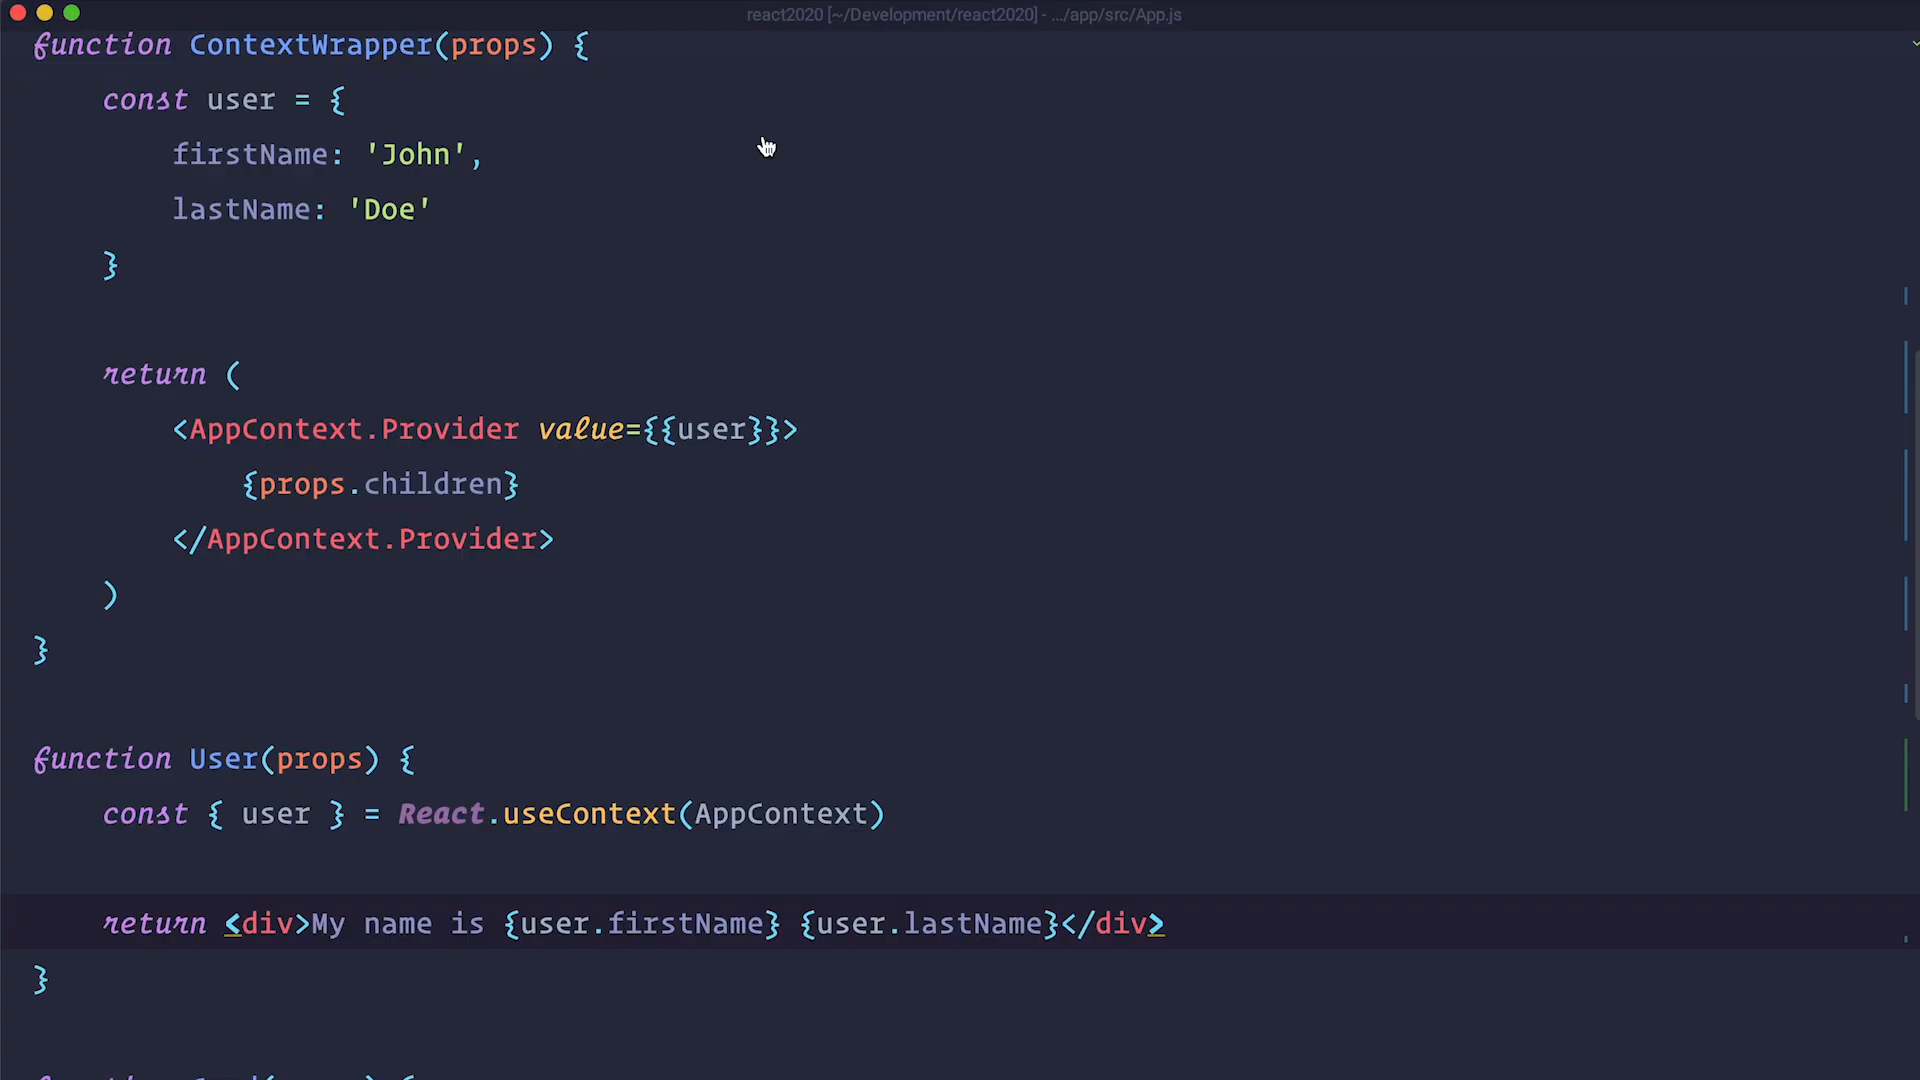 react2020 [~/Development/react2020] - .../app/src/App.js
function ContextWrapper(props) {
const user = {
firstName: 'John',
lastName: 'Doe'
}
return (
<AppContext.Provider value={{user}}>
{props.children}
</AppContext.Provider>
)
}
function User(props) {
const { user } = React.useContext(AppContext)
return <div>My name is {user.firstName} {user.lastName}</div>
}